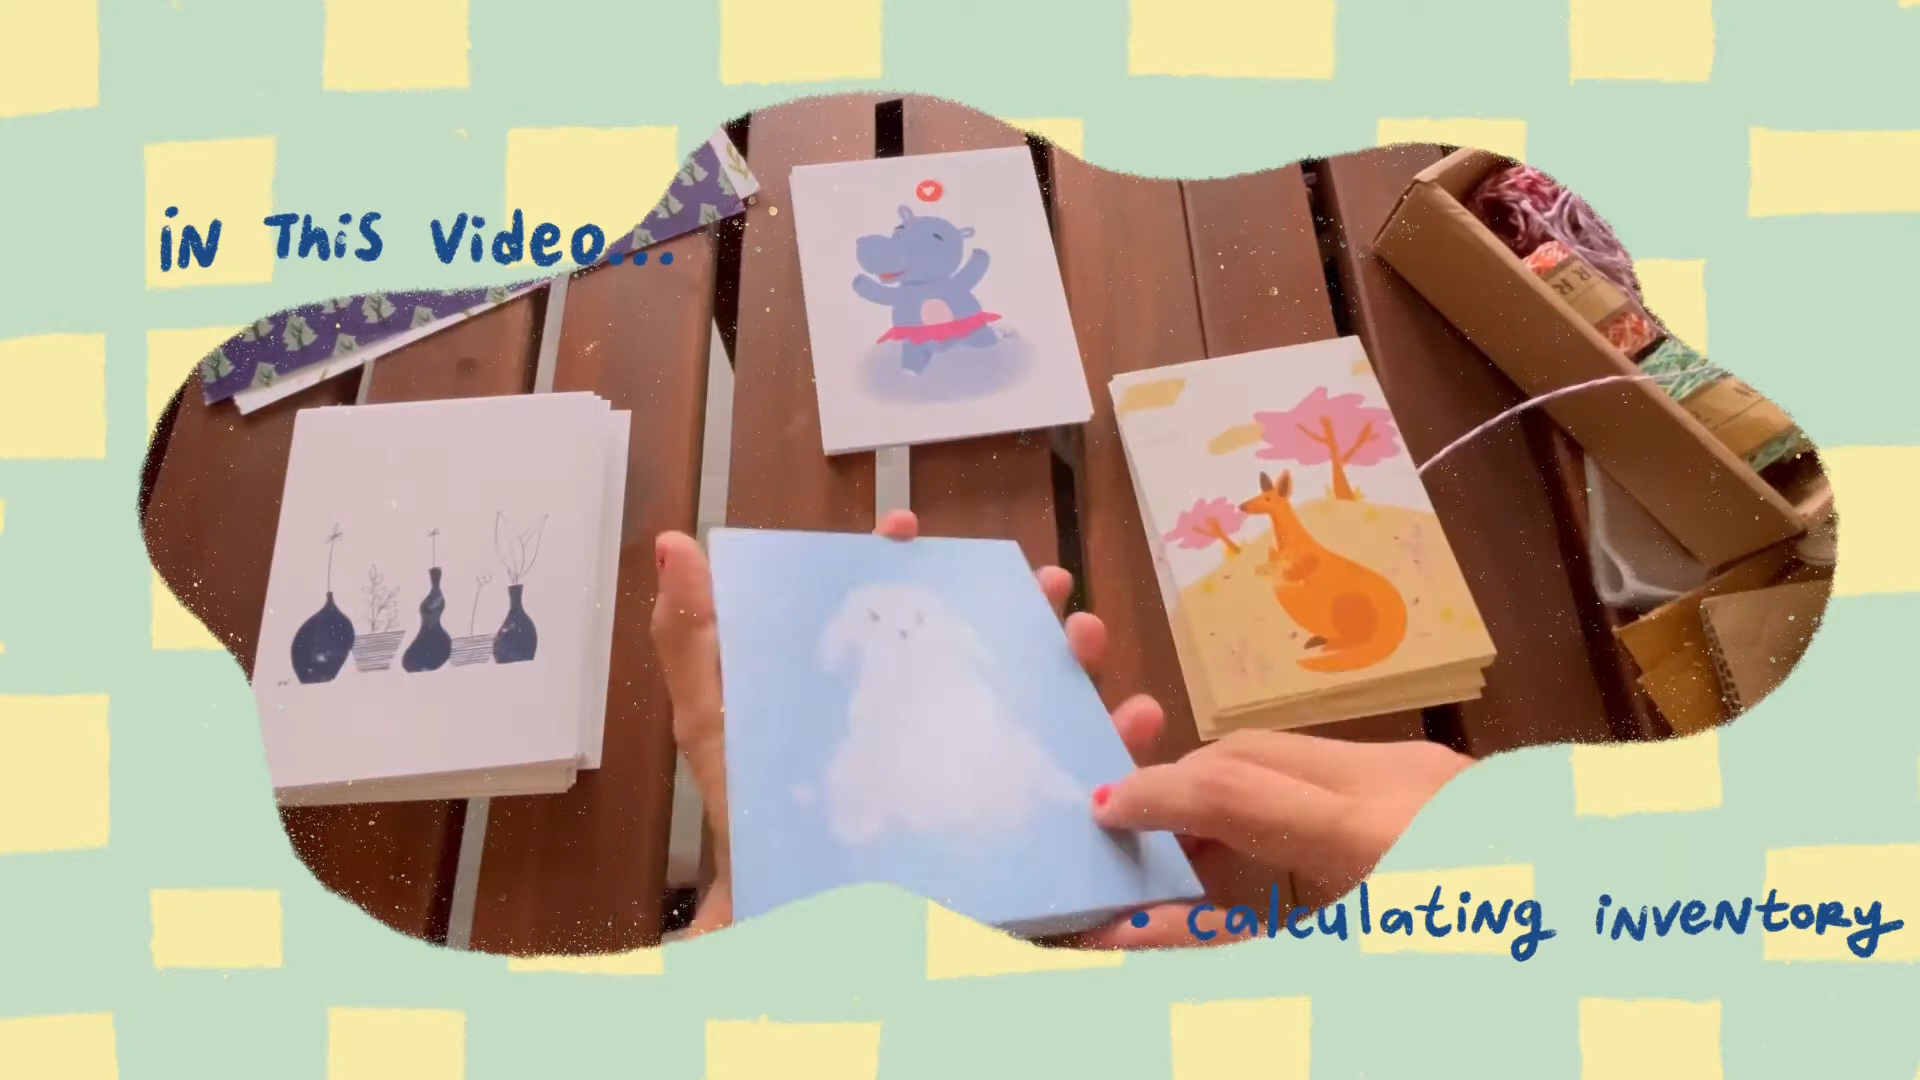 in This Video...
• calculating inventory